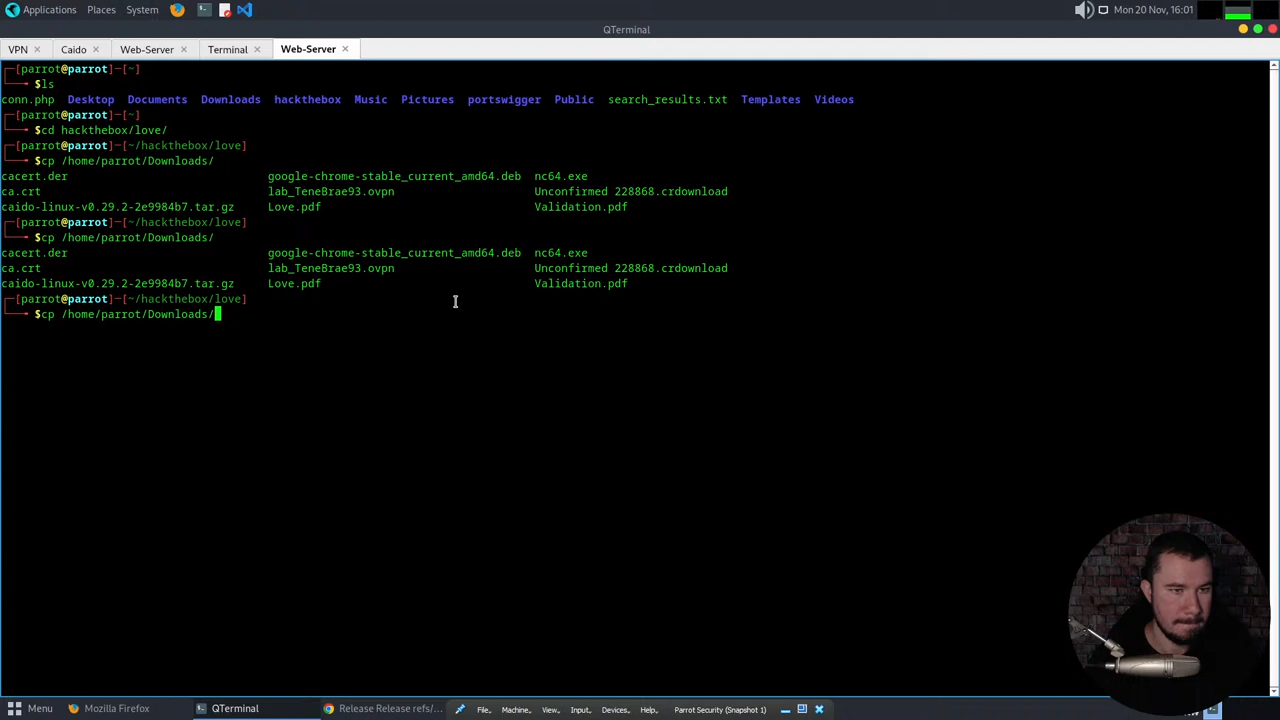 Applications Places System Mon 20 Nov, 16:01
QTerminal
VPN Caido Web-Server Terminal Web-Server
[parrot@parrot]-[~]
$ls
conn.php Desktop Documents Downloads hackthebox Music Pictures portswigger Public search_results.txt Templates Videos
[parrot@parrot]-[~]
$cd hackthebox/love/
[parrot@parrot]-[~/hackthebox/love]
$cp /home/parrot/Downloads/
cacert.der google-chrome-stable_current_amd64.deb nc64.exe
ca.crt lab_TeneBrae93.ovpn Unconfirmed 228868.crdownload
caido-linux-v0.29.2-2e9984b7.tar.gz Love.pdf Validation.pdf
[parrot@parrot]-[~/hackthebox/love]
$cp /home/parrot/Downloads/
cacert.der google-chrome-stable_current_amd64.deb nc64.exe
ca.crt lab_TeneBrae93.ovpn Unconfirmed 228868.crdownload
caido-linux-v0.29.2-2e9984b7.tar.gz Love.pdf Validation.pdf
[parrot@parrot]-[~/hackthebox/love]
$cp /home/parrot/Downloads/
Menu Mozilla Firefox QTerminal Release Release refs/... File Machine View Input Devices Help Parrot Security (Snapshot 1)